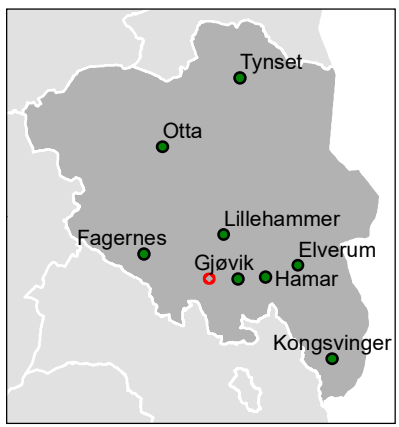 Tynset
Otta
Lillehammer
Fagernes
Elverum
Gjøvik
Hamar
Kongsvinger